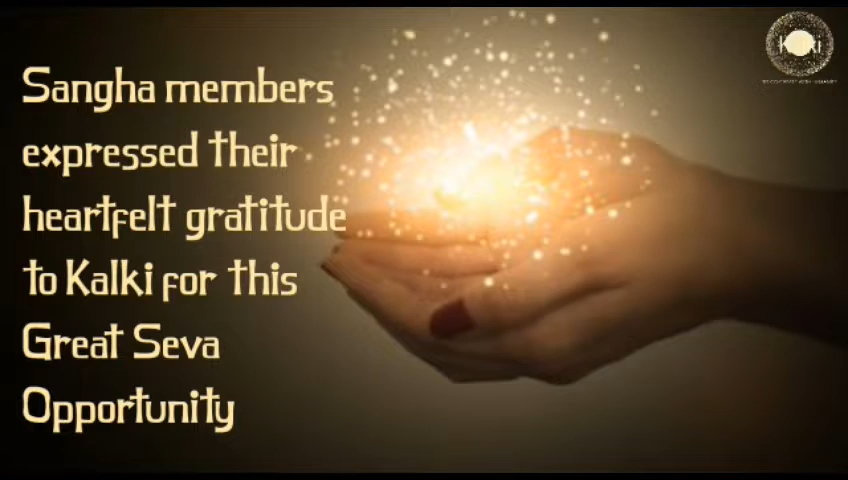 Sangha members
expressed their
heartfelt gratitude
to Kalki for this
Great Seva
Opportunity